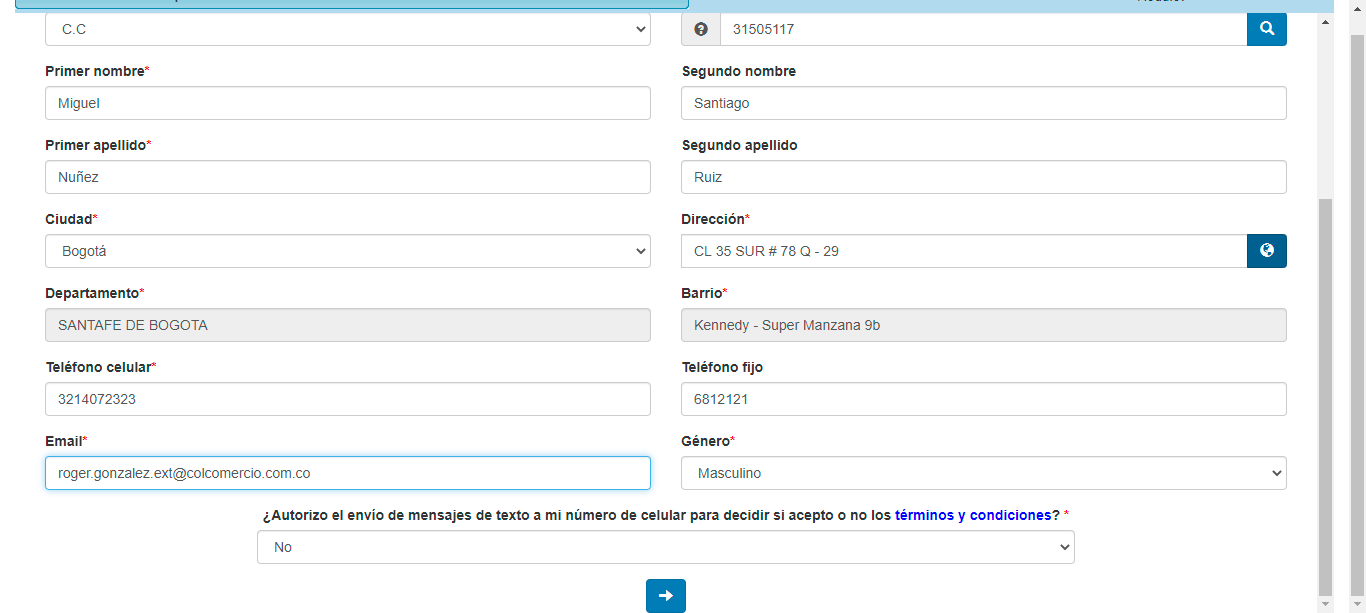 C.C 31505117
Primer nombre* Segundo nombre
Miguel Santiago
Primer apellido* Segundo apellido
Nuñez Ruiz
Ciudad* Dirección*
Bogotá CL 35 SUR # 78 Q - 29
Departamento* Barrio*
SANTAFE DE BOGOTA Kennedy - Super Manzana 9b
Teléfono celular* Teléfono fijo
3214072323 6812121
Email* Género*
roger.gonzalez.ext@colcomercio.com.co Masculino
¿Autorizo el envío de mensajes de texto a mi número de celular para decidir si acepto o no los términos y condiciones? *
No